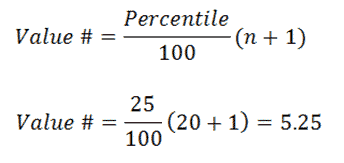 Value # = Percentile/100 (n + 1)
Value # = 25/100 (20 + 1) = 5.25